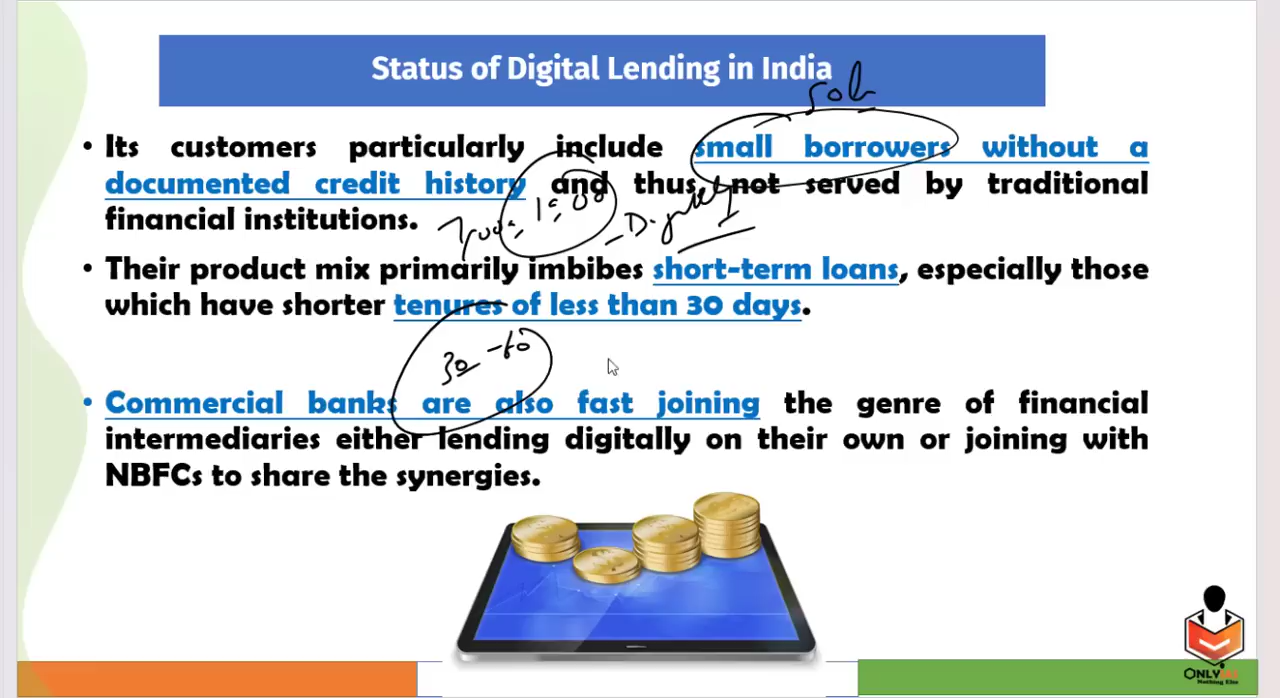 Status of Digital Lending in India
• Its customers particularly include small borrowers without a
documented credit history and thus not served by traditional
financial institutions.
• Their product mix primarily imbibes short-term loans, especially those
which have shorter tenures of less than 30 days.
30 -
• Commercial banks are also fast joining the genre of financial
intermediaries either lending digitally on their own or joining with
NBFCs to share the synergies.
Nothing Else